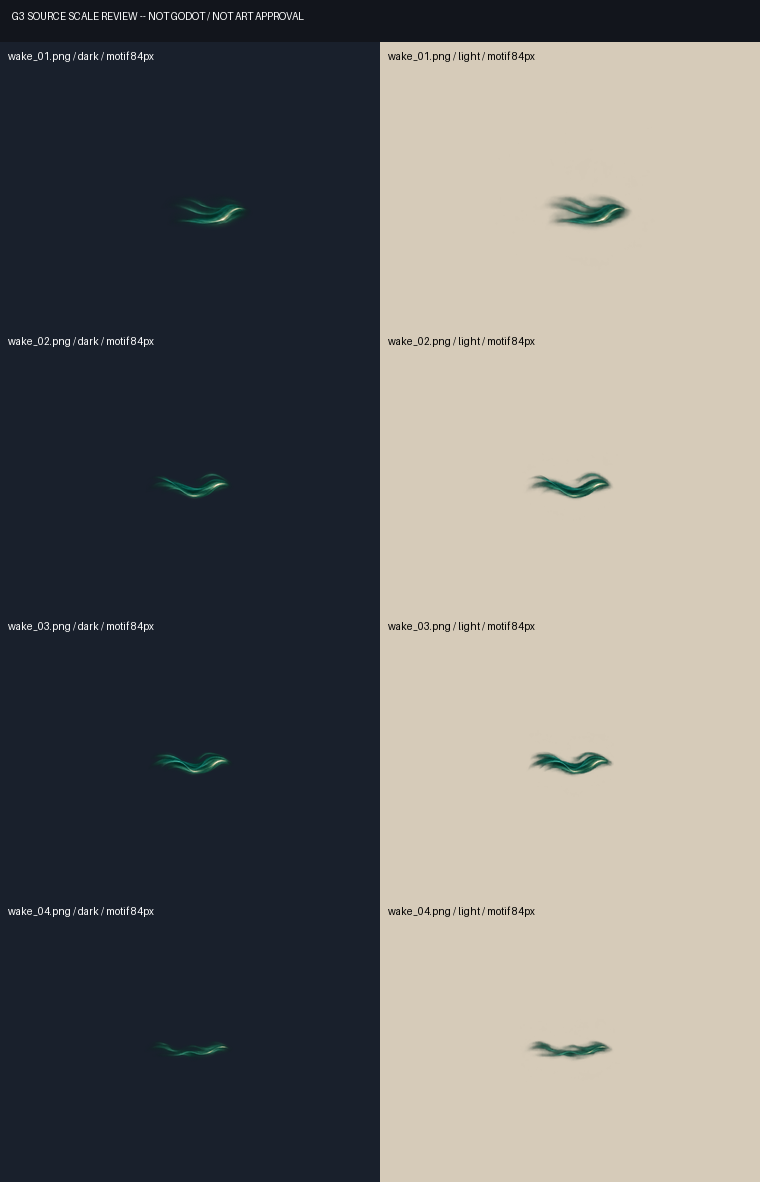 G3 SOURCE SCALE REVIEW -- NOT GODOT / NOT ART APPROVAL
wake_01.png / dark / motif 84px
wake_01.png / light / motif 84px
wake_02.png / dark / motif 84px
wake_02.png / light / motif 84px
wake_03.png / dark / motif 84px
wake_03.png / light / motif 84px
wake_04.png / dark / motif 84px
wake_04.png / light / motif 84px